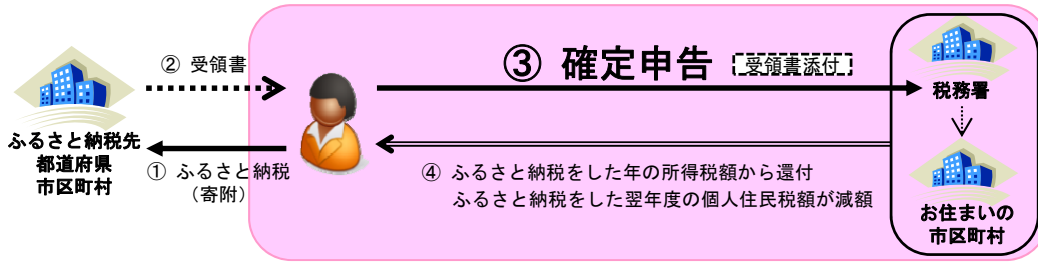 ② 受領書
ふるさと納税先
都道府県
市区町村
① ふるさと納税
（寄附）
③ 確定申告
受領書添付
税務署
④ ふるさと納税をした年の所得税額から還付
ふるさと納税をした翌年度の個人住民税額が減額
お住まいの
市区町村